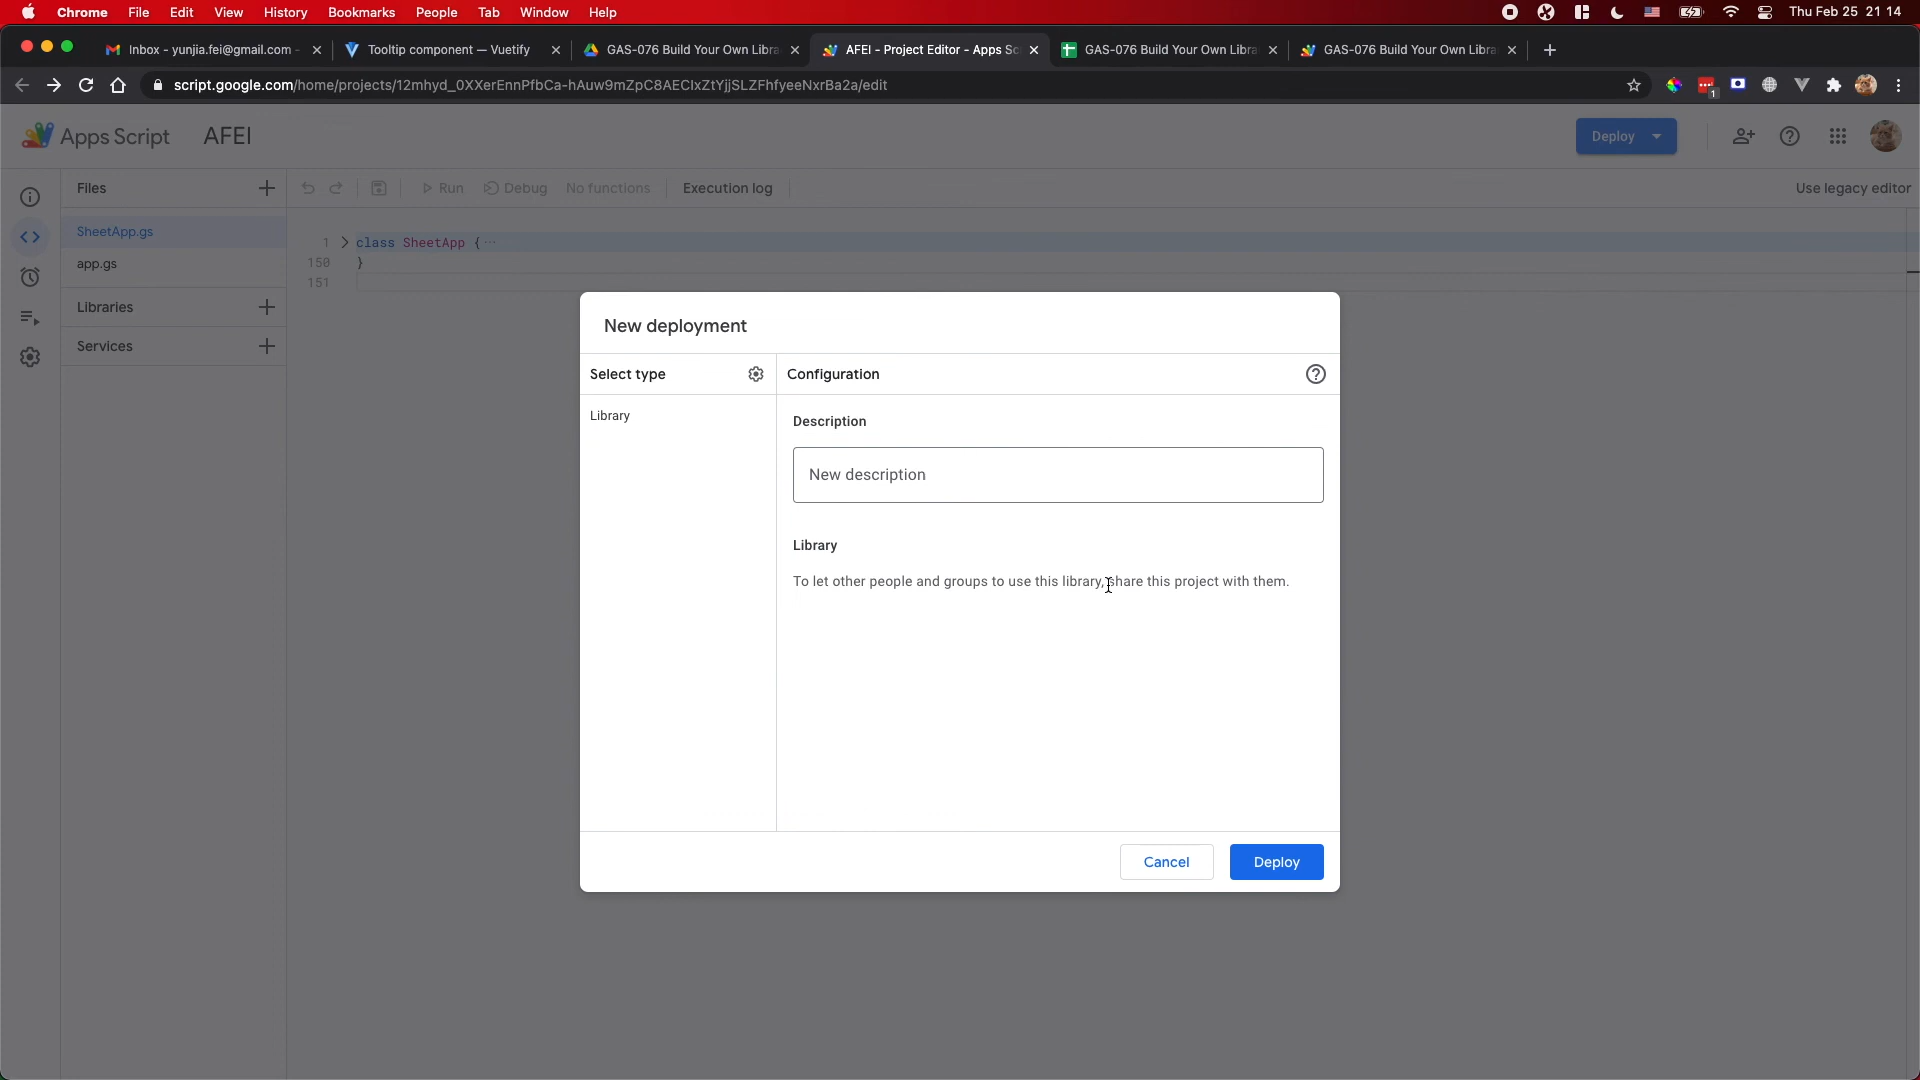 Chrome File Edit View History Bookmarks People Tab Window Help Thu Feb 25 21 14
Inbox - yunjia.fei@gmail.com - Tooltip component — Vuetify GAS-076 Build Your Own Libra AFEI - Project Editor - Apps Sc GAS-076 Build Your Own Libra GAS-076 Build Your Own Libra
script.google.com/home/projects/12mhyd_0XXerEnnPfbCa-hAuw9mZpC8AECIxZtYjjSLZFhfyeeNxrBa2a/edit 1
Apps Script AFEI Deploy
Files Run Debug No functions Execution log Use legacy editor
SheetApp.gs
app.gs
Libraries
Services
1 class SheetApp { ···
150 }
151
New deployment
Select type Configuration
Library
Description
New description
Library
To let other people and groups to use this library, share this project with them.
Cancel Deploy